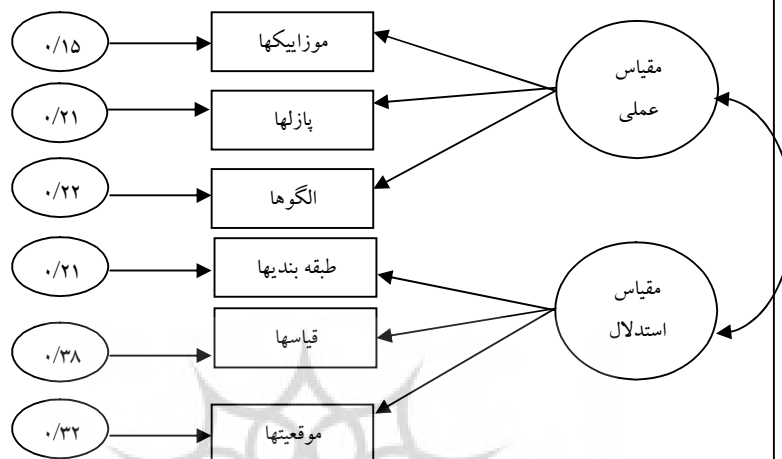 موزاییکها
۰/۱۵
پازلها
۰/۲۱
الگوها
۰/۲۲
مقیاس
عملی
طبقه بندیها
۰/۲۱
قیاسها
۰/۳۸
موقعیتها
۰/۳۲
مقیاس
استدلال